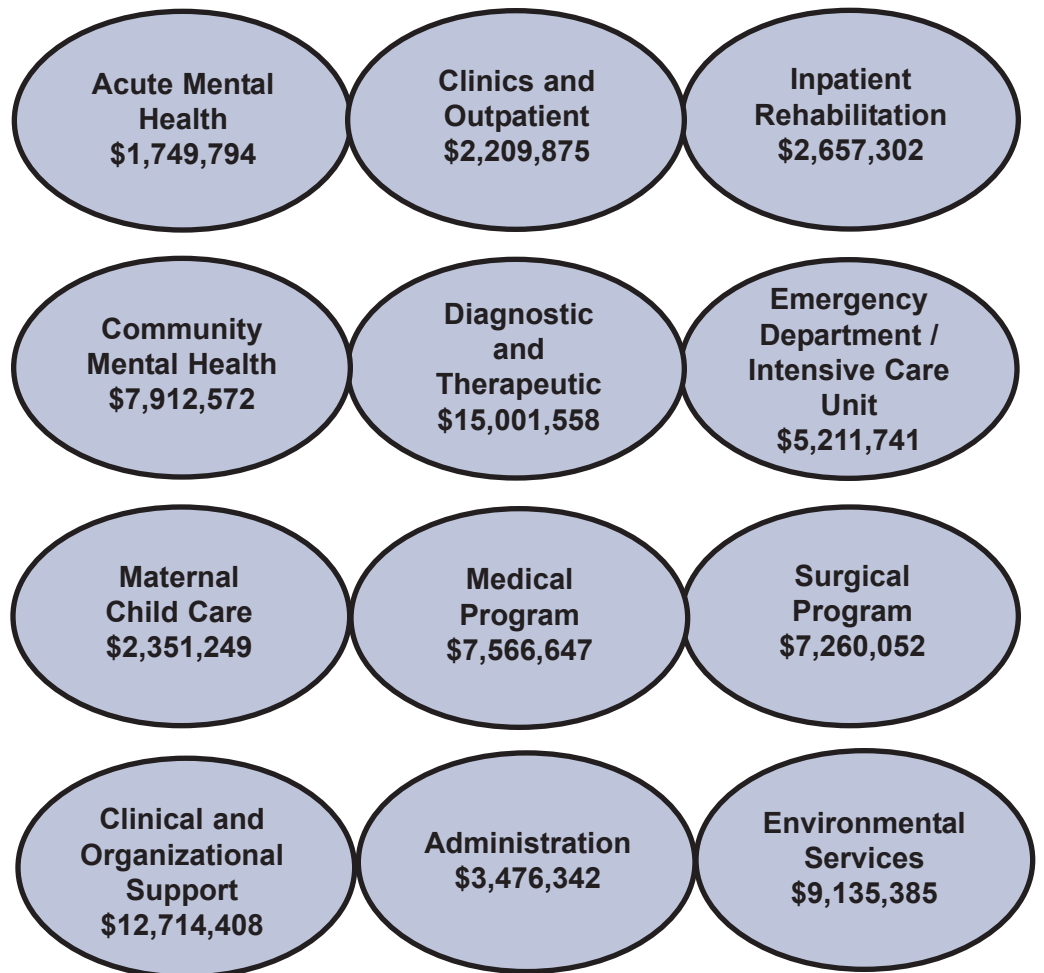 Acute Mental
Health
$1,749,794
Clinics and
Outpatient
$2,209,875
Inpatient
Rehabilitation
$2,657,302
Community
Mental Health
$7,912,572
Diagnostic
and
Therapeutic
$15,001,558
Emergency
Department /
Intensive Care
Unit
$5,211,741
Maternal
Child Care
$2,351,249
Medical
Program
$7,566,647
Surgical
Program
$7,260,052
Clinical and
Organizational
Support
$12,714,408
Administration
$3,476,342
Environmental
Services
$9,135,385